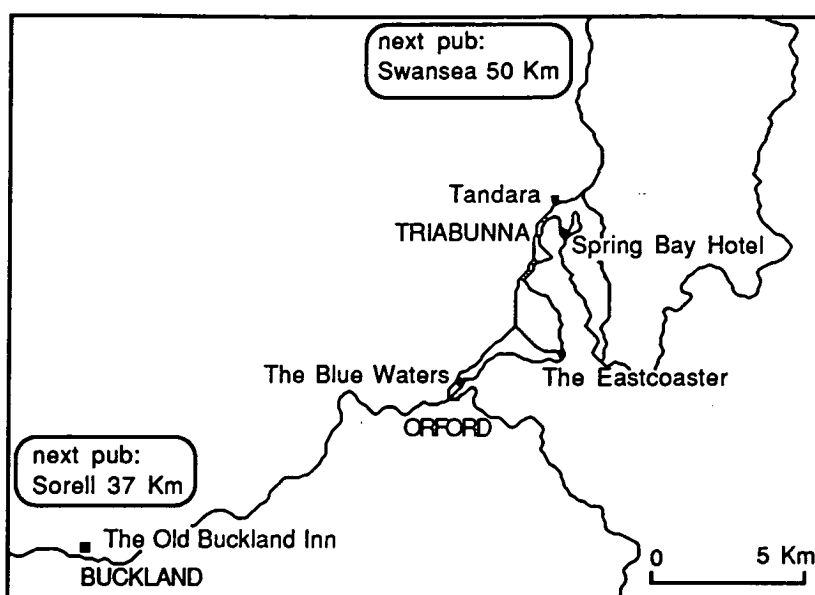 next pub:
Swansea 50 Km
Tandara
TRIABUNNA
Spring Bay Hotel
The Blue Waters
The Eastcoaster
ORFORD
next pub:
Sorell 37 Km
The Old Buckland Inn
BUCKLAND
0 5 Km